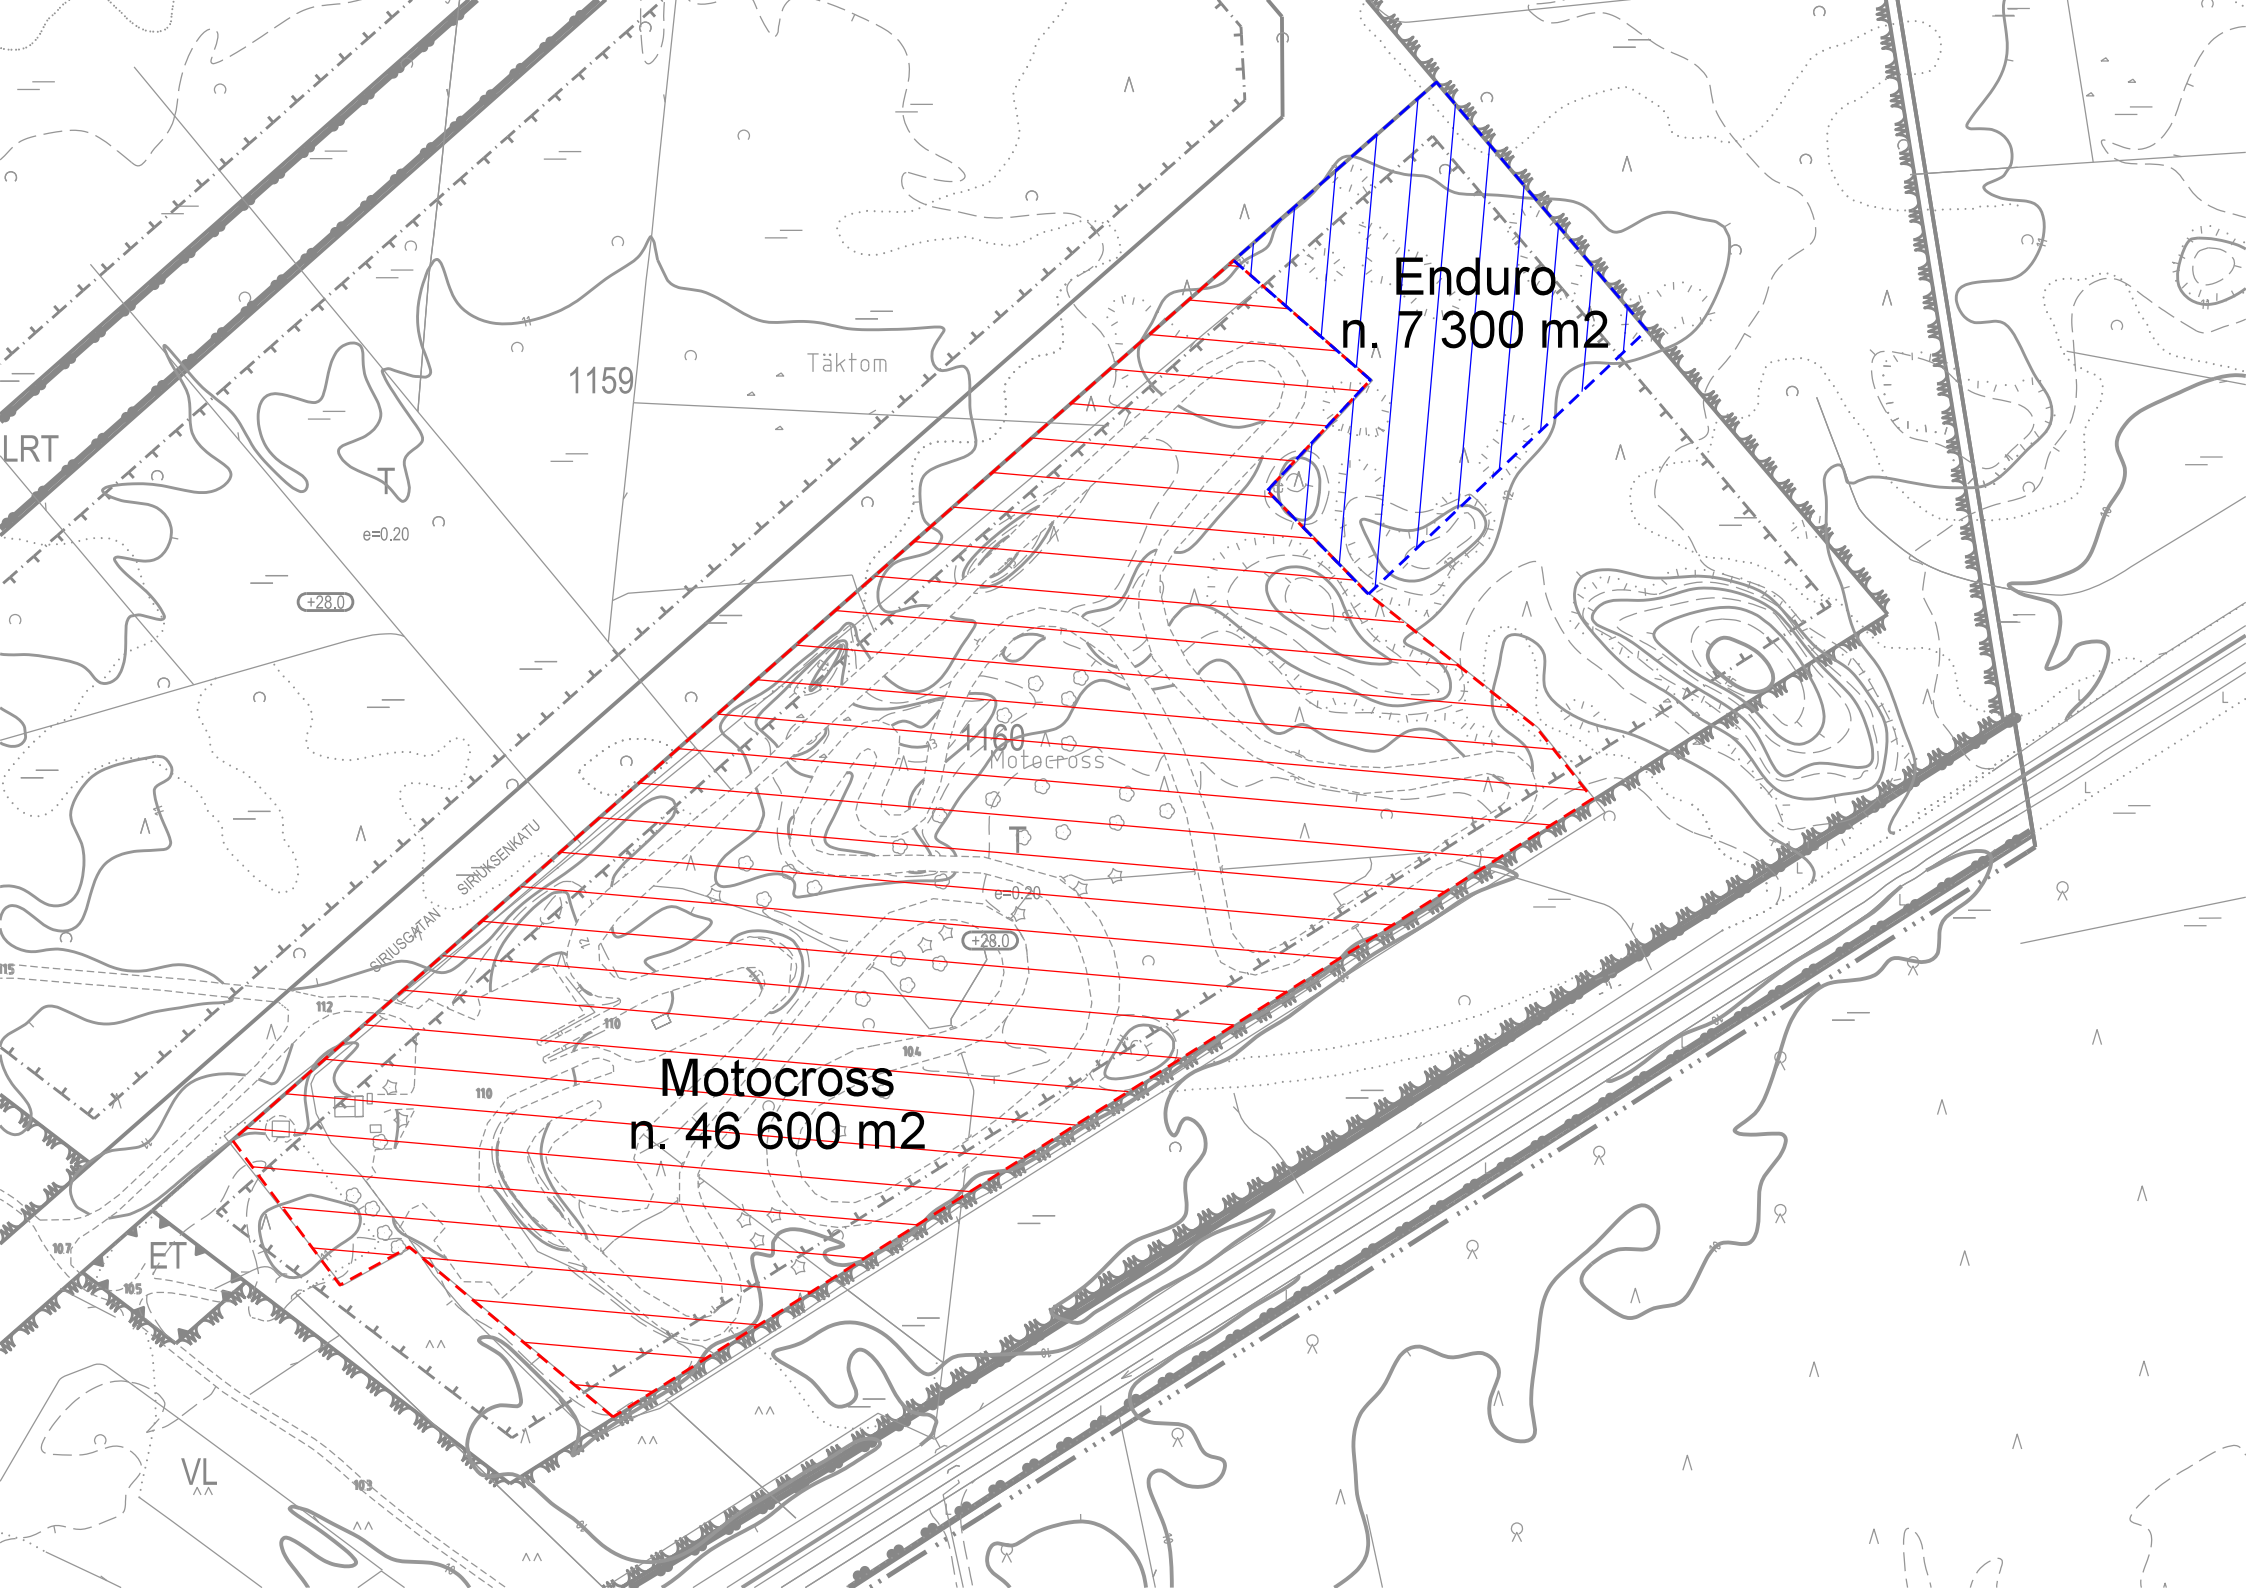 Enduro
n. 7 300 m2
Täktom
1159
LRT
T
e=0.20
+28.0
1160
Motocross
T
SIRIUKSENKATU
e=0.20
SIRIUSGATAN
+28.0
115
112
110
104
Motocross
110
n. 46 600 m2
107
ET
105
VL
103